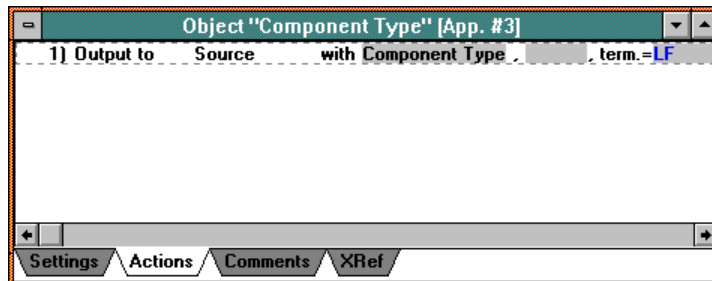 Object "Component Type" [App. #3]
1) Output to Source with Component Type , , term.=LF
Settings Actions Comments XRef